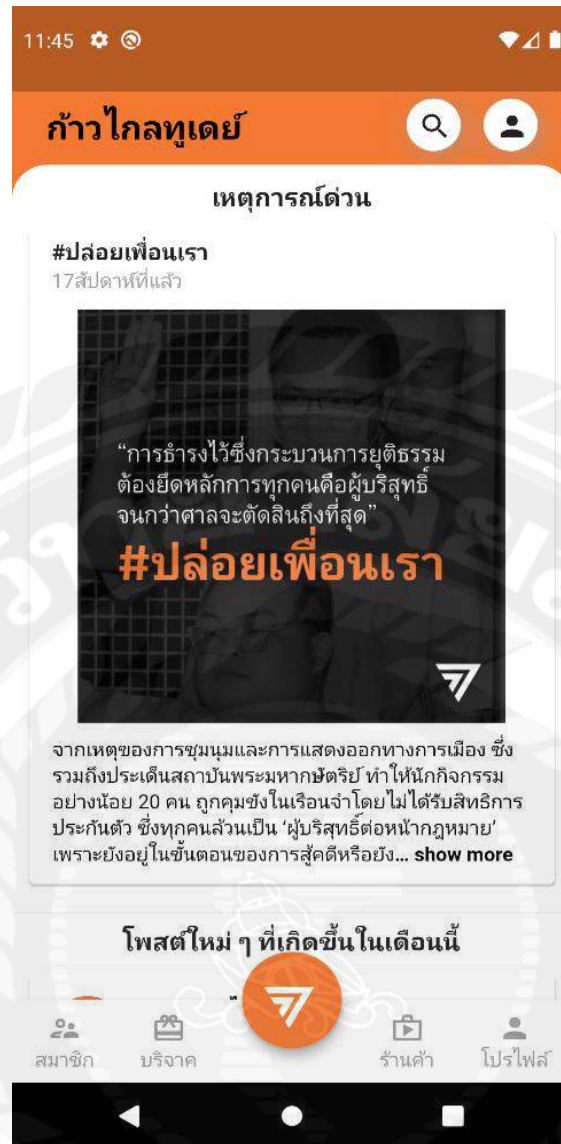 11:45
ก้าวไกลทูเดย์
เหตุการณ์ด่วน
#ปล่อยเพื่อนเรา
17สัปดาห์ที่แล้ว
“การธำรงไว้ซึ่งกระบวนการยุติธรรม
ต้องยึดหลักการทุกคนคือผู้บริสุทธิ์
จนกว่าศาลจะตัดสินถึงที่สุด”
#ปล่อยเพื่อนเรา
จากเหตุของการชุมนุมและการแสดงออกทางการเมือง ซึ่ง
รวมถึงประเด็นสถาบันพระมหากษัตริย์ ทำให้นักกิจกรรม
อย่างน้อย 20 คน ถูกคุมขังในเรือนจำโดยไม่ได้รับสิทธิการ
ประกันตัว ซึ่งทุกคนล้วนเป็น ‘ผู้บริสุทธิ์ต่อหน้ากฎหมาย’
เพราะยังอยู่ในขั้นตอนของการสู้คดีหรือยัง... show more
โพสต์ใหม่ ๆ ที่เกิดขึ้นในเดือนนี้
สมาชิก บริจาค ร้านค้า โปรไฟล์